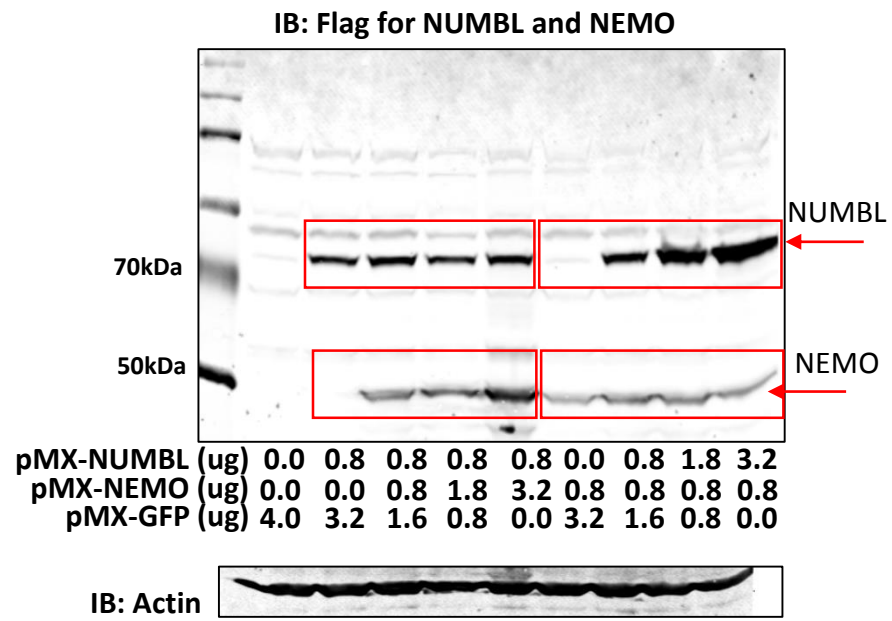 IB: Flag for NUMBL and NEMO
NUMBL
70kDa
50kDa
NEMO
pMX-NUMBL (ug) 0.0 0.8 0.8 0.8 0.8 0.0 0.8 1.8 3.2
pMX-NEMO (ug) 0.0 0.0 0.8 1.8 3.2 0.8 0.8 0.8 0.8
pMX-GFP (ug) 4.0 3.2 1.6 0.8 0.0 3.2 1.6 0.8 0.0
IB: Actin